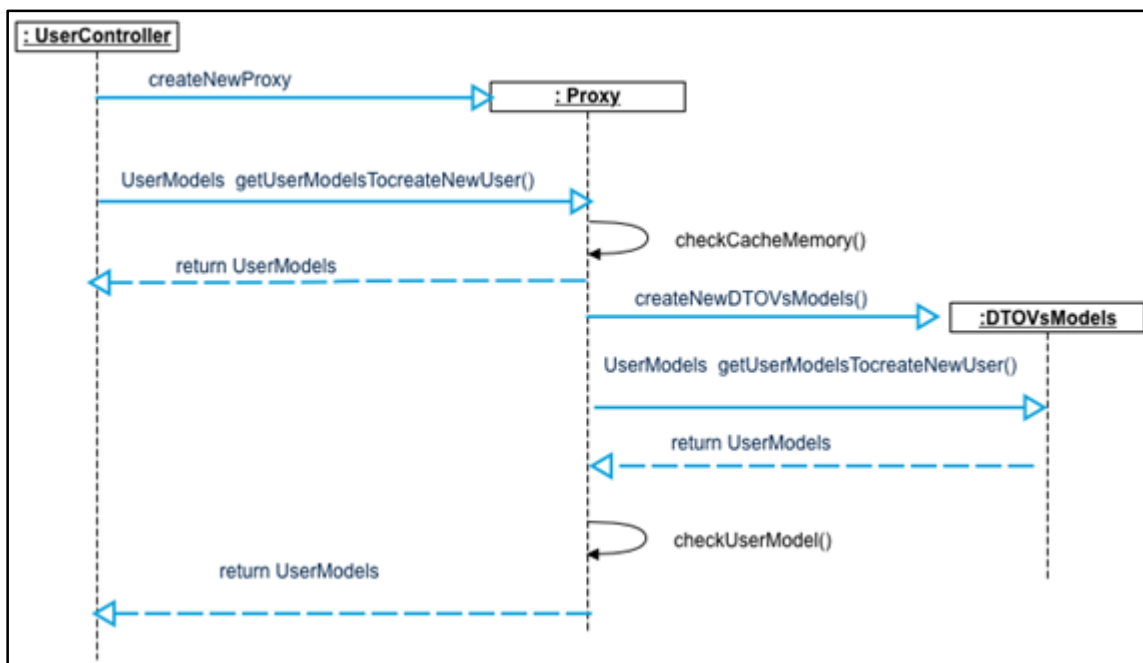 : UserController
createNewProxy
: Proxy
UserModels getUserModelsTocreateNewUser()
checkCacheMemory()
return UserModels
createNewDTOVsModels()
:DTOVsModels
UserModels getUserModelsTocreateNewUser()
return UserModels
checkUserModel()
return UserModels